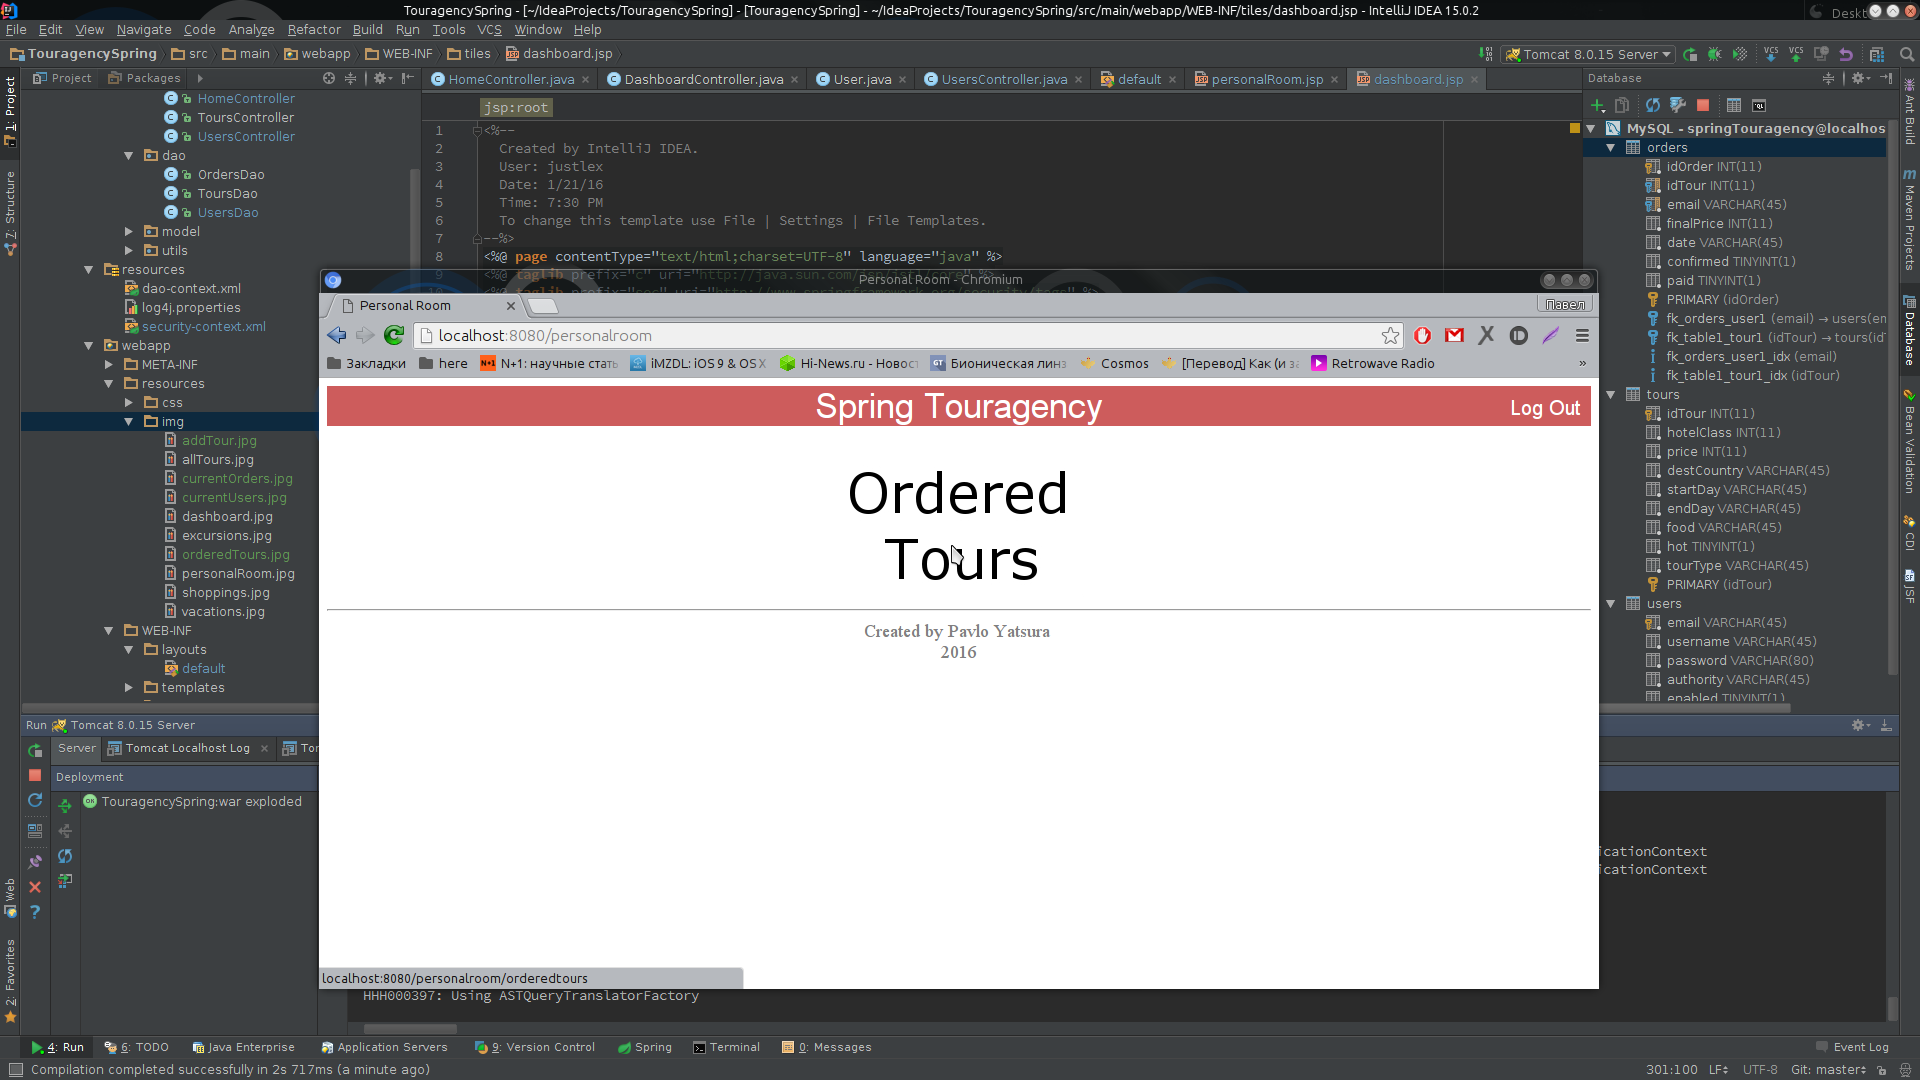 TouragencySpring - [~/IdeaProjects/TouragencySpring] - [TouragencySpring] - ~/IdeaProjects/TouragencySpring/src/main/webapp/WEB-INF/tiles/dashboard.jsp - IntelliJ IDEA 15.0.2
Deskt
File Edit View Navigate Code Analyze Refactor Build Run Tools VCS Window Help
TouragencySpring src main webapp WEB-INF tiles dashboard.jsp
Tomcat 8.0.15 Server
VCS VCS
Project Packages
HomeController.java DashboardController.java User.java UsersController.java default personalRoom.jsp dashboard.jsp
Database
1: Project
7: Structure
Web
2: Favorites
HomeController
ToursController
UsersController
dao
OrdersDao
ToursDao
UsersDao
model
utils
resources
dao-context.xml
log4j.properties
security-context.xml
webapp
META-INF
resources
css
img
addTour.jpg
allTours.jpg
currentOrders.jpg
currentUsers.jpg
dashboard.jpg
excursions.jpg
orderedTours.jpg
personalRoom.jpg
shoppings.jpg
vacations.jpg
WEB-INF
layouts
default
templates
jsp:root
1 <%--
2 Created by IntelliJ IDEA.
3 User: justlex
4 Date: 1/21/16
5 Time: 7:30 PM
6 To change this template use File | Settings | File Templates.
7 --%>
8 <%@ page contentType="text/html;charset=UTF-8" language="java" %>
9 <%@ taglib prefix="c" uri="http://java.sun.com/jsp/jstl/core" %>
Personal Room - Chromium
Personal Room
Павел
localhost:8080/personalroom
Закладки here N+1: научные стать iMZDL: iOS 9 & OS X Hi-News.ru - Новост GT Бионическая линз Cosmos [Перевод] Как (и за Retrowave Radio »
Spring Touragency
Log Out
Ordered
Tours
Created by Pavlo Yatsura
2016
localhost:8080/personalroom/orderedtours
MySQL - springTouragency@localhos
orders
idOrder INT(11)
idTour INT(11)
email VARCHAR(45)
finalPrice INT(11)
date VARCHAR(45)
confirmed TINYINT(1)
paid TINYINT(1)
PRIMARY (idOrder)
fk_orders_user1 (email) → users(em
fk_table1_tour1 (idTour) → tours(id
fk_orders_user1_idx (email)
fk_table1_tour1_idx (idTour)
tours
idTour INT(11)
hotelClass INT(11)
price INT(11)
destCountry VARCHAR(45)
startDay VARCHAR(45)
endDay VARCHAR(45)
food VARCHAR(45)
hot TINYINT(1)
tourType VARCHAR(45)
PRIMARY (idTour)
users
email VARCHAR(45)
username VARCHAR(45)
password VARCHAR(80)
authority VARCHAR(45)
enabled TINYINT(1)
Ant Build
Maven Projects
Database
Bean Validation
CDI
JSF
Run Tomcat 8.0.15 Server
Server Tomcat Localhost Log Tor
Deployment
OK TouragencySpring:war exploded
icationContext
icationContext
HHH000397: Using ASTQueryTranslatorFactory
4: Run 6: TODO Java Enterprise Application Servers 9: Version Control Spring Terminal 0: Messages Event Log
Compilation completed successfully in 2s 717ms (a minute ago)
301:100 LF UTF-8 Git: master